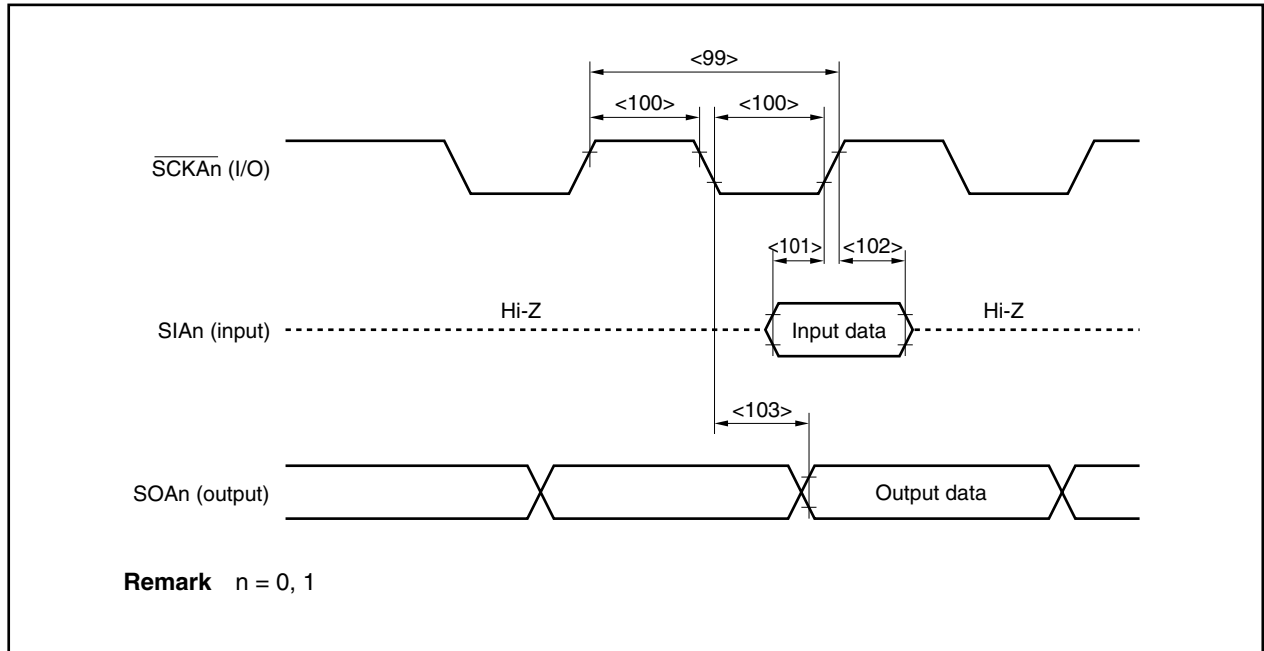 <99>
<100> <100>
SCKAn (I/O)
<101> <102>
Hi-Z Hi-Z
SIAn (input) Input data
<103>
SOAn (output) Output data
Remark n = 0, 1